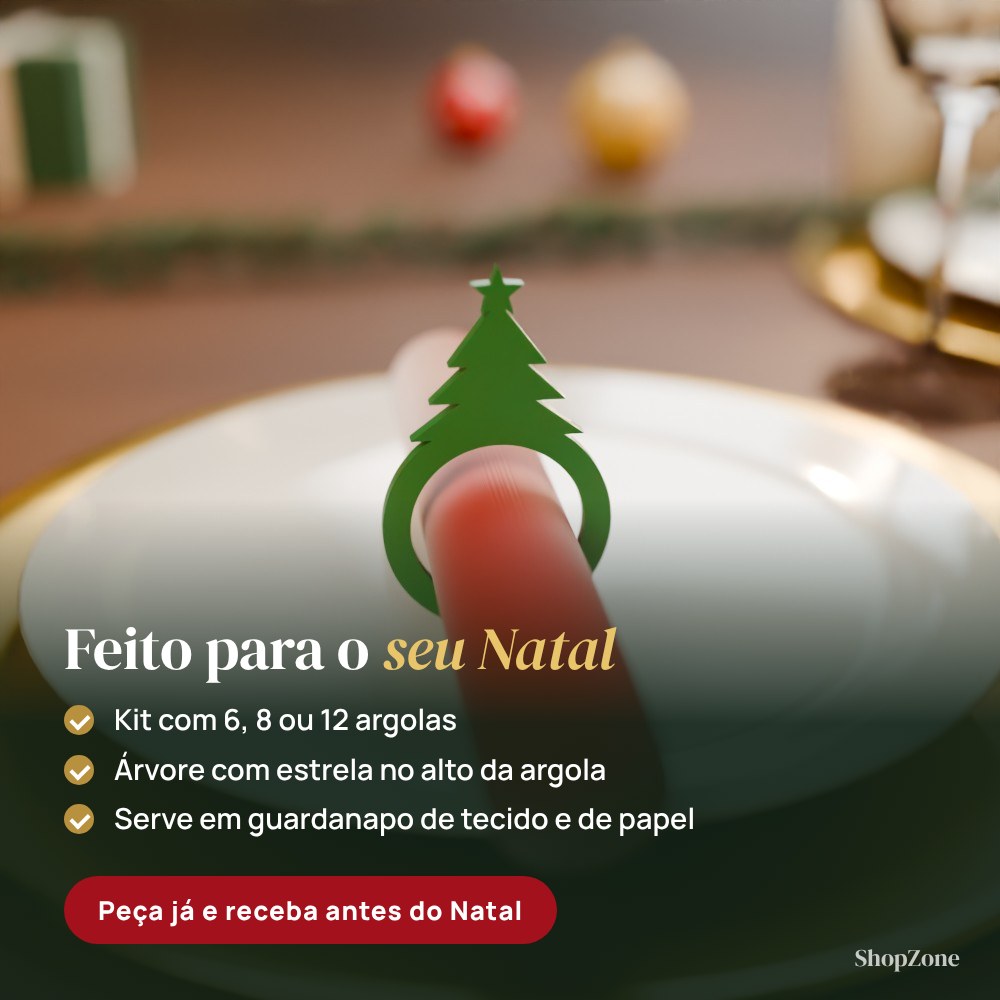 Feito para o seu Natal
Kit com 6, 8 ou 12 argolas
Árvore com estrela no alto da argola
Serve em guardanapo de tecido e de papel
Peça já e receba antes do Natal
ShopZone